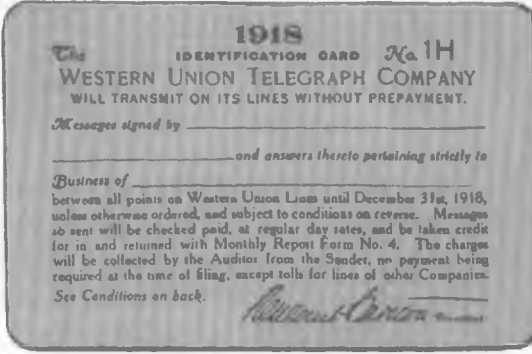 1918
The IDENTIFICATION CARD No. 1H
WESTERN UNION TELEGRAPH COMPANY
WILL TRANSMIT ON ITS LINES WITHOUT PREPAYMENT.
Messages signed by
and answers thereto pertaining strictly to
Business of
between all points on Western Union Lines until December 31st, 1918,
unless otherwise ordered, and subject to conditions on reverse. Messages
so sent will be checked paid, at regular day rates, and be taken credit
for in and returned with Monthly Report Form No. 4. The charges
will be collected by the Auditor from the Sender, no payment being
required at the time of filing, except tolls for lines of other Companies.
See Conditions on back.